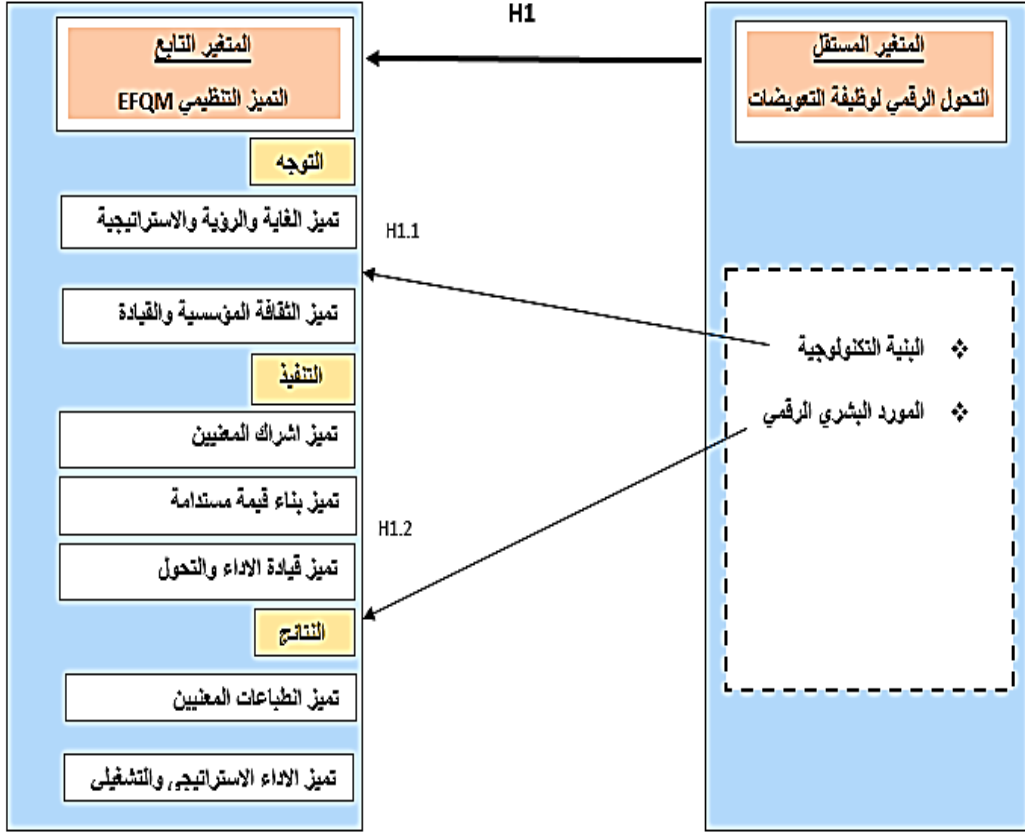 H1
المتغير المستقل
التحول الرقمي لوظيفة التعويضات
❖ البنية التكنولوجية
❖ المورد البشري الرقمي
H1.1
H1.2
المتغير التابع
التميز التنظيمي EFQM
التوجه
تميز الغاية والرؤية والاستراتيجية
تميز الثقافة المؤسسية والقيادة
التنفيذ
تميز اشراك المعنيين
تميز بناء قيمة مستدامة
تميز قيادة الاداء والتحول
النتائج
تميز انطباعات المعنيين
تميز الاداء الاستراتيجي والتشغيلي